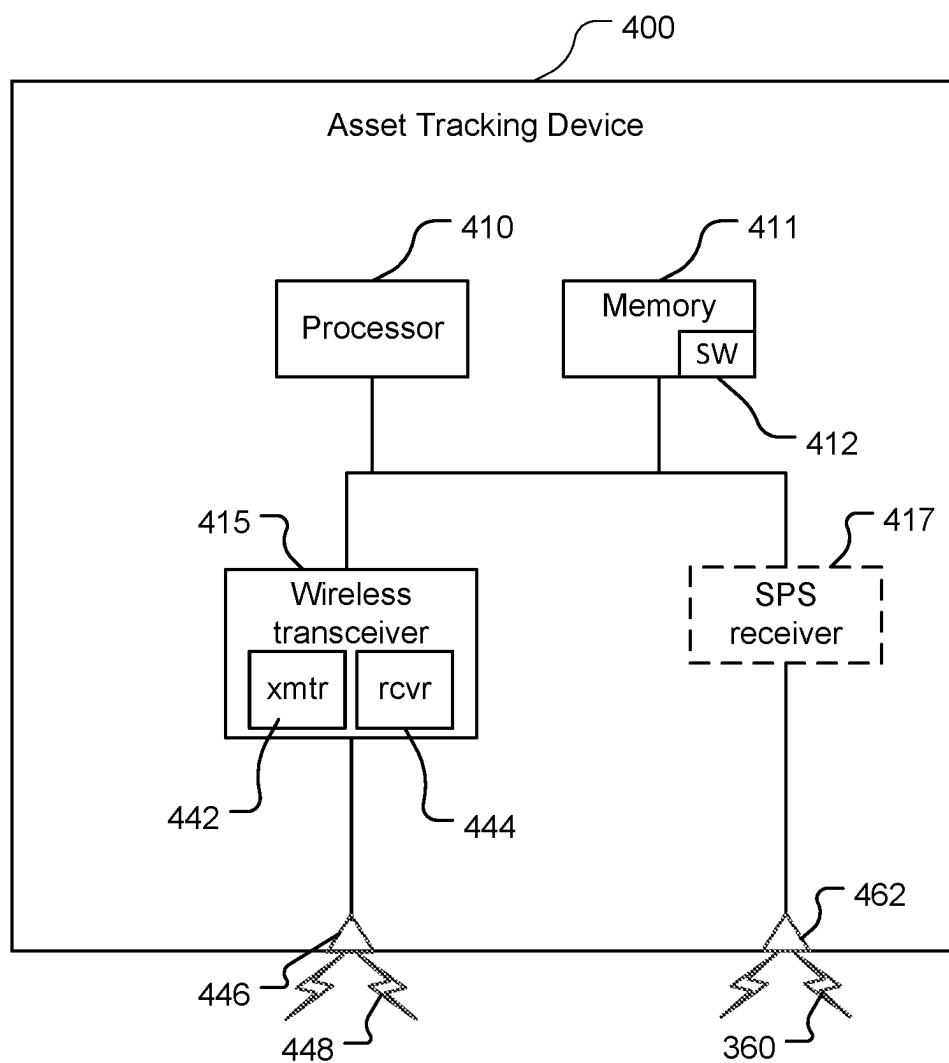 400
Asset Tracking Device
410
411
Processor
Memory
SW
412
415
417
Wireless
transceiver
SPS
receiver
xmtr
rcvr
442
444
462
446
448
360